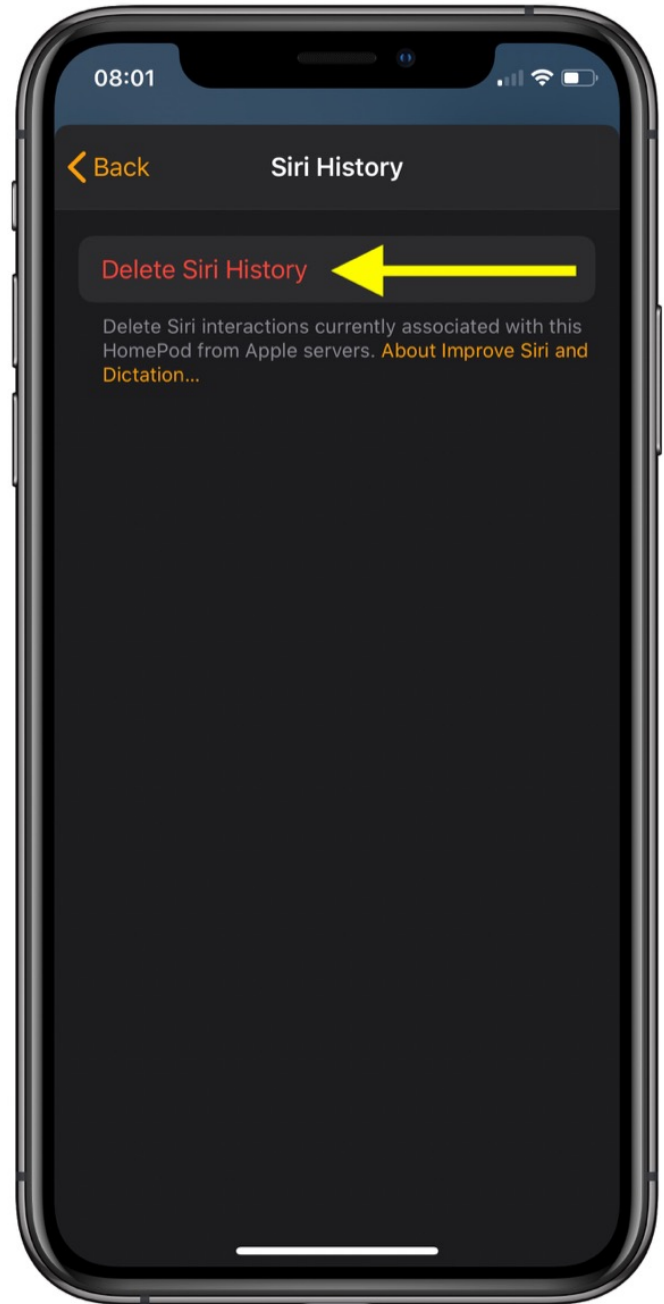 08:01
Back
Siri History
Delete Siri History
Delete Siri interactions currently associated with this
HomePod from Apple servers. About Improve Siri and
Dictation...